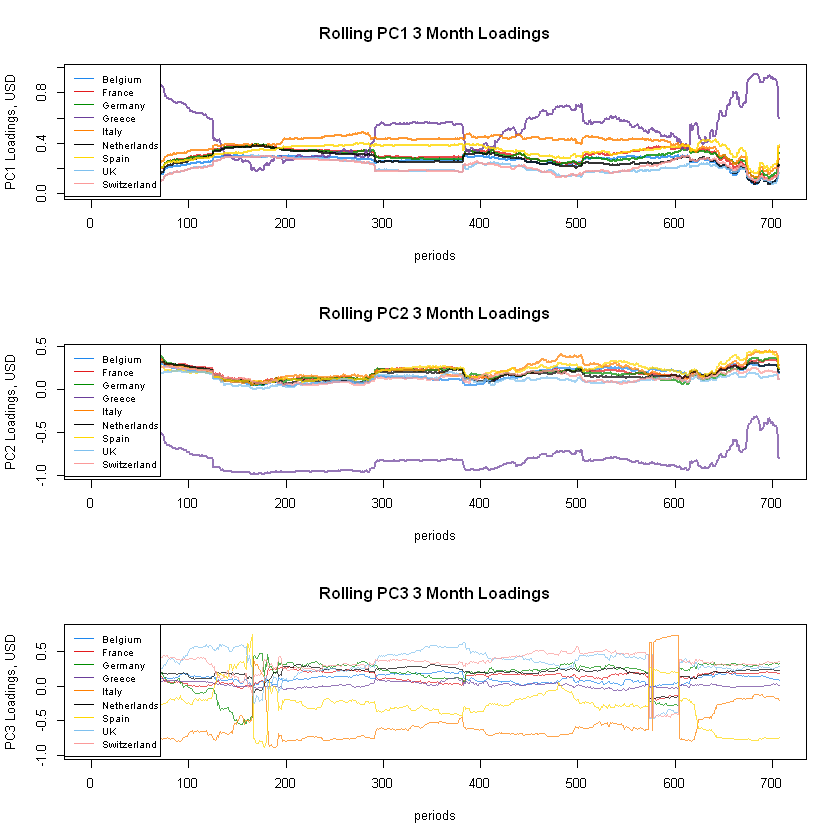 Rolling PC1 3 Month Loadings
PC1 Loadings, USD
0.0 0.4 0.8
Belgium
France
Germany
Greece
Italy
Netherlands
Spain
UK
Switzerland
0 100 200 300 400 500 600 700
periods
Rolling PC2 3 Month Loadings
PC2 Loadings, USD
-1.0 -0.5 0.0 0.5
Belgium
France
Germany
Greece
Italy
Netherlands
Spain
UK
Switzerland
0 100 200 300 400 500 600 700
periods
Rolling PC3 3 Month Loadings
PC3 Loadings, USD
-1.0 -0.5 0.0 0.5
Belgium
France
Germany
Greece
Italy
Netherlands
Spain
UK
Switzerland
0 100 200 300 400 500 600 700
periods